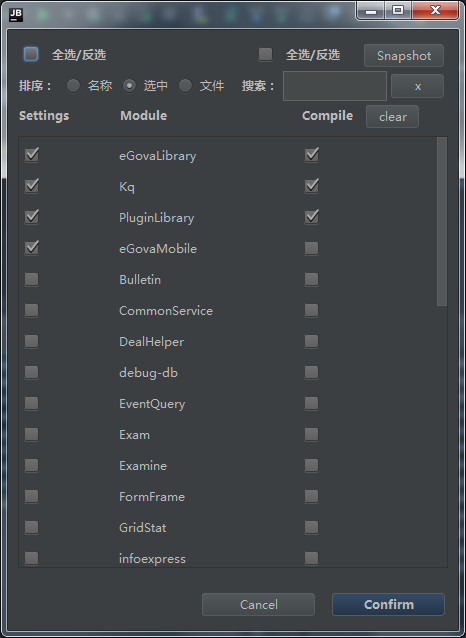 JB
全选/反选 全选/反选 Snapshot
排序： 名称 选中 文件 搜索： x
Settings Module Compile clear
eGovaLibrary
Kq
PluginLibrary
eGovaMobile
Bulletin
CommonService
DealHelper
debug-db
EventQuery
Exam
Examine
FormFrame
GridStat
infoexpress
Cancel Confirm